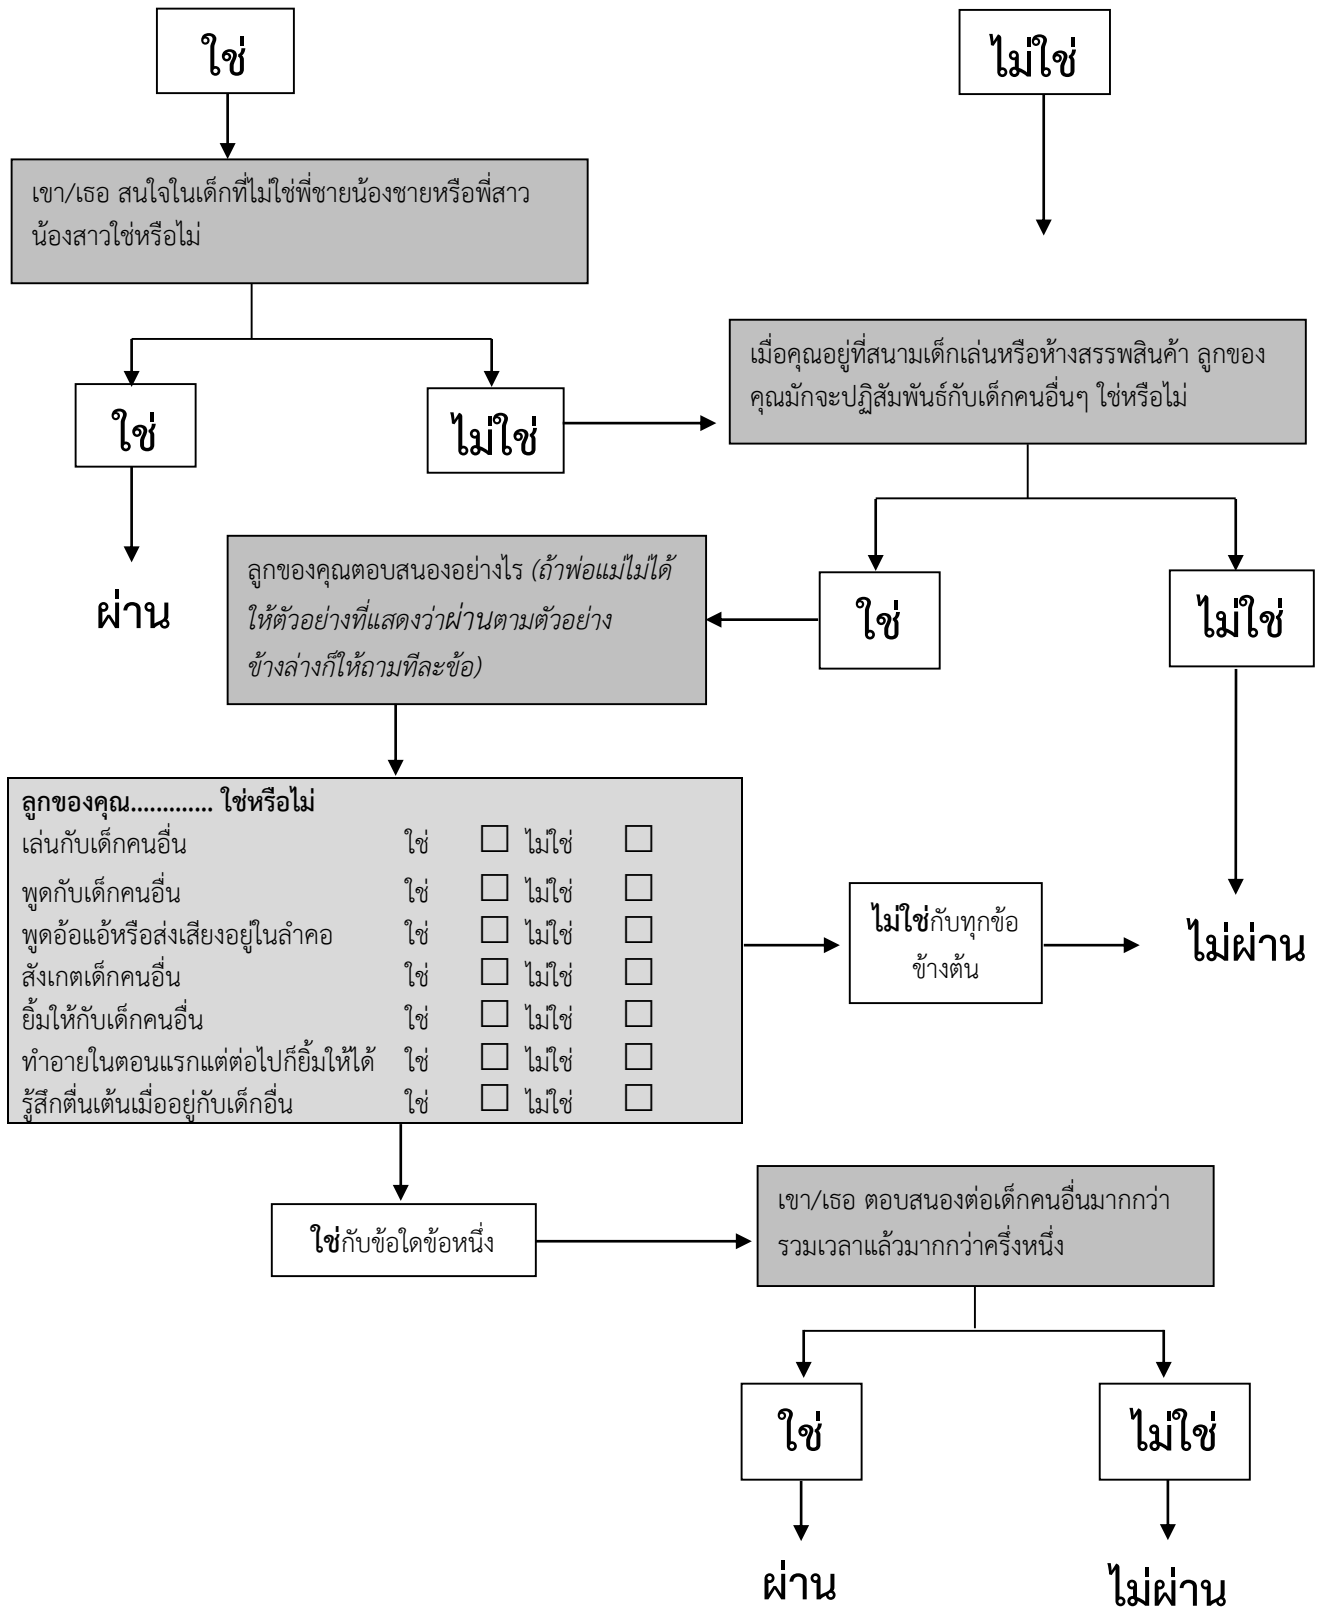 ใช่
ไม่ใช่
เขา/เธอ สนใจในเด็กที่ไม่ใช่พี่ชายน้องชายหรือพี่สาว
น้องสาวใช่หรือไม่
เมื่อคุณอยู่ที่สนามเด็กเล่นหรือห้างสรรพสินค้า ลูกของ
คุณมักจะปฏิสัมพันธ์กับเด็กคนอื่นๆ ใช่หรือไม่
ใช่
ไม่ใช่
ผ่าน
ลูกของคุณตอบสนองอย่างไร (ถ้าพ่อแม่ไม่ได้
ให้ตัวอย่างที่แสดงว่าผ่านตามตัวอย่าง
ข้างล่างก็ให้ถามทีละข้อ)
ใช่
ไม่ใช่
ลูกของคุณ............. ใช่หรือไม่
เล่นกับเด็กคนอื่น ใช่ ☐ ไม่ใช่ ☐
พูดกับเด็กคนอื่น ใช่ ☐ ไม่ใช่ ☐
พูดอ้อแอ้หรือส่งเสียงอยู่ในลำคอ ใช่ ☐ ไม่ใช่ ☐
สังเกตเด็กคนอื่น ใช่ ☐ ไม่ใช่ ☐
ยิ้มให้กับเด็กคนอื่น ใช่ ☐ ไม่ใช่ ☐
ทำอายในตอนแรกแต่ต่อไปก็ยิ้มให้ได้ ใช่ ☐ ไม่ใช่ ☐
รู้สึกตื่นเต้นเมื่ออยู่กับเด็กอื่น ใช่ ☐ ไม่ใช่ ☐
ไม่ใช่กับทุกข้อ
ข้างต้น
ไม่ผ่าน
ใช่กับข้อใดข้อหนึ่ง
เขา/เธอ ตอบสนองต่อเด็กคนอื่นมากกว่า
รวมเวลาแล้วมากกว่าครึ่งหนึ่ง
ใช่
ไม่ใช่
ผ่าน
ไม่ผ่าน